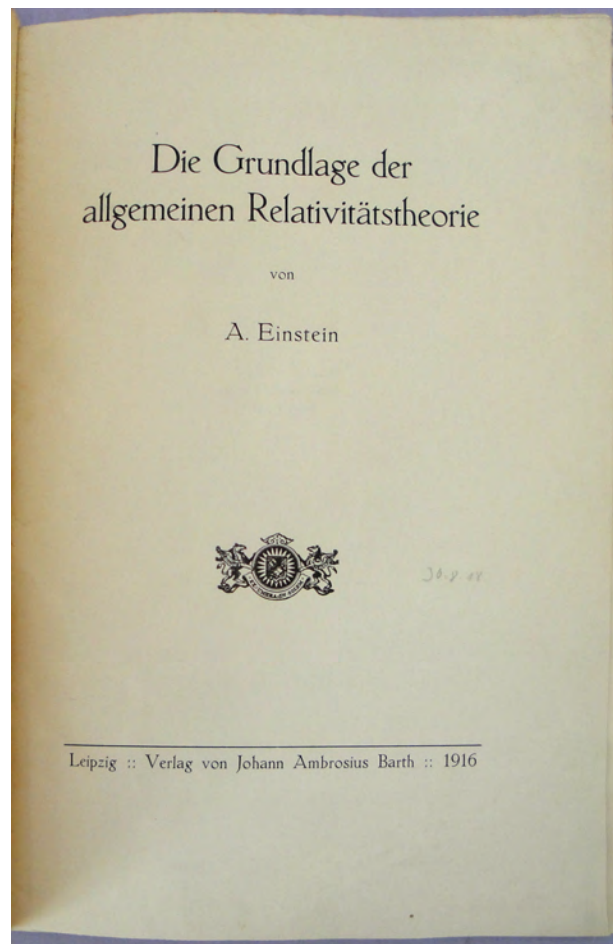 Die Grundlage der
allgemeinen Relativitätstheorie
von
A. Einstein
Leipzig :: Verlag von Johann Ambrosius Barth :: 1916